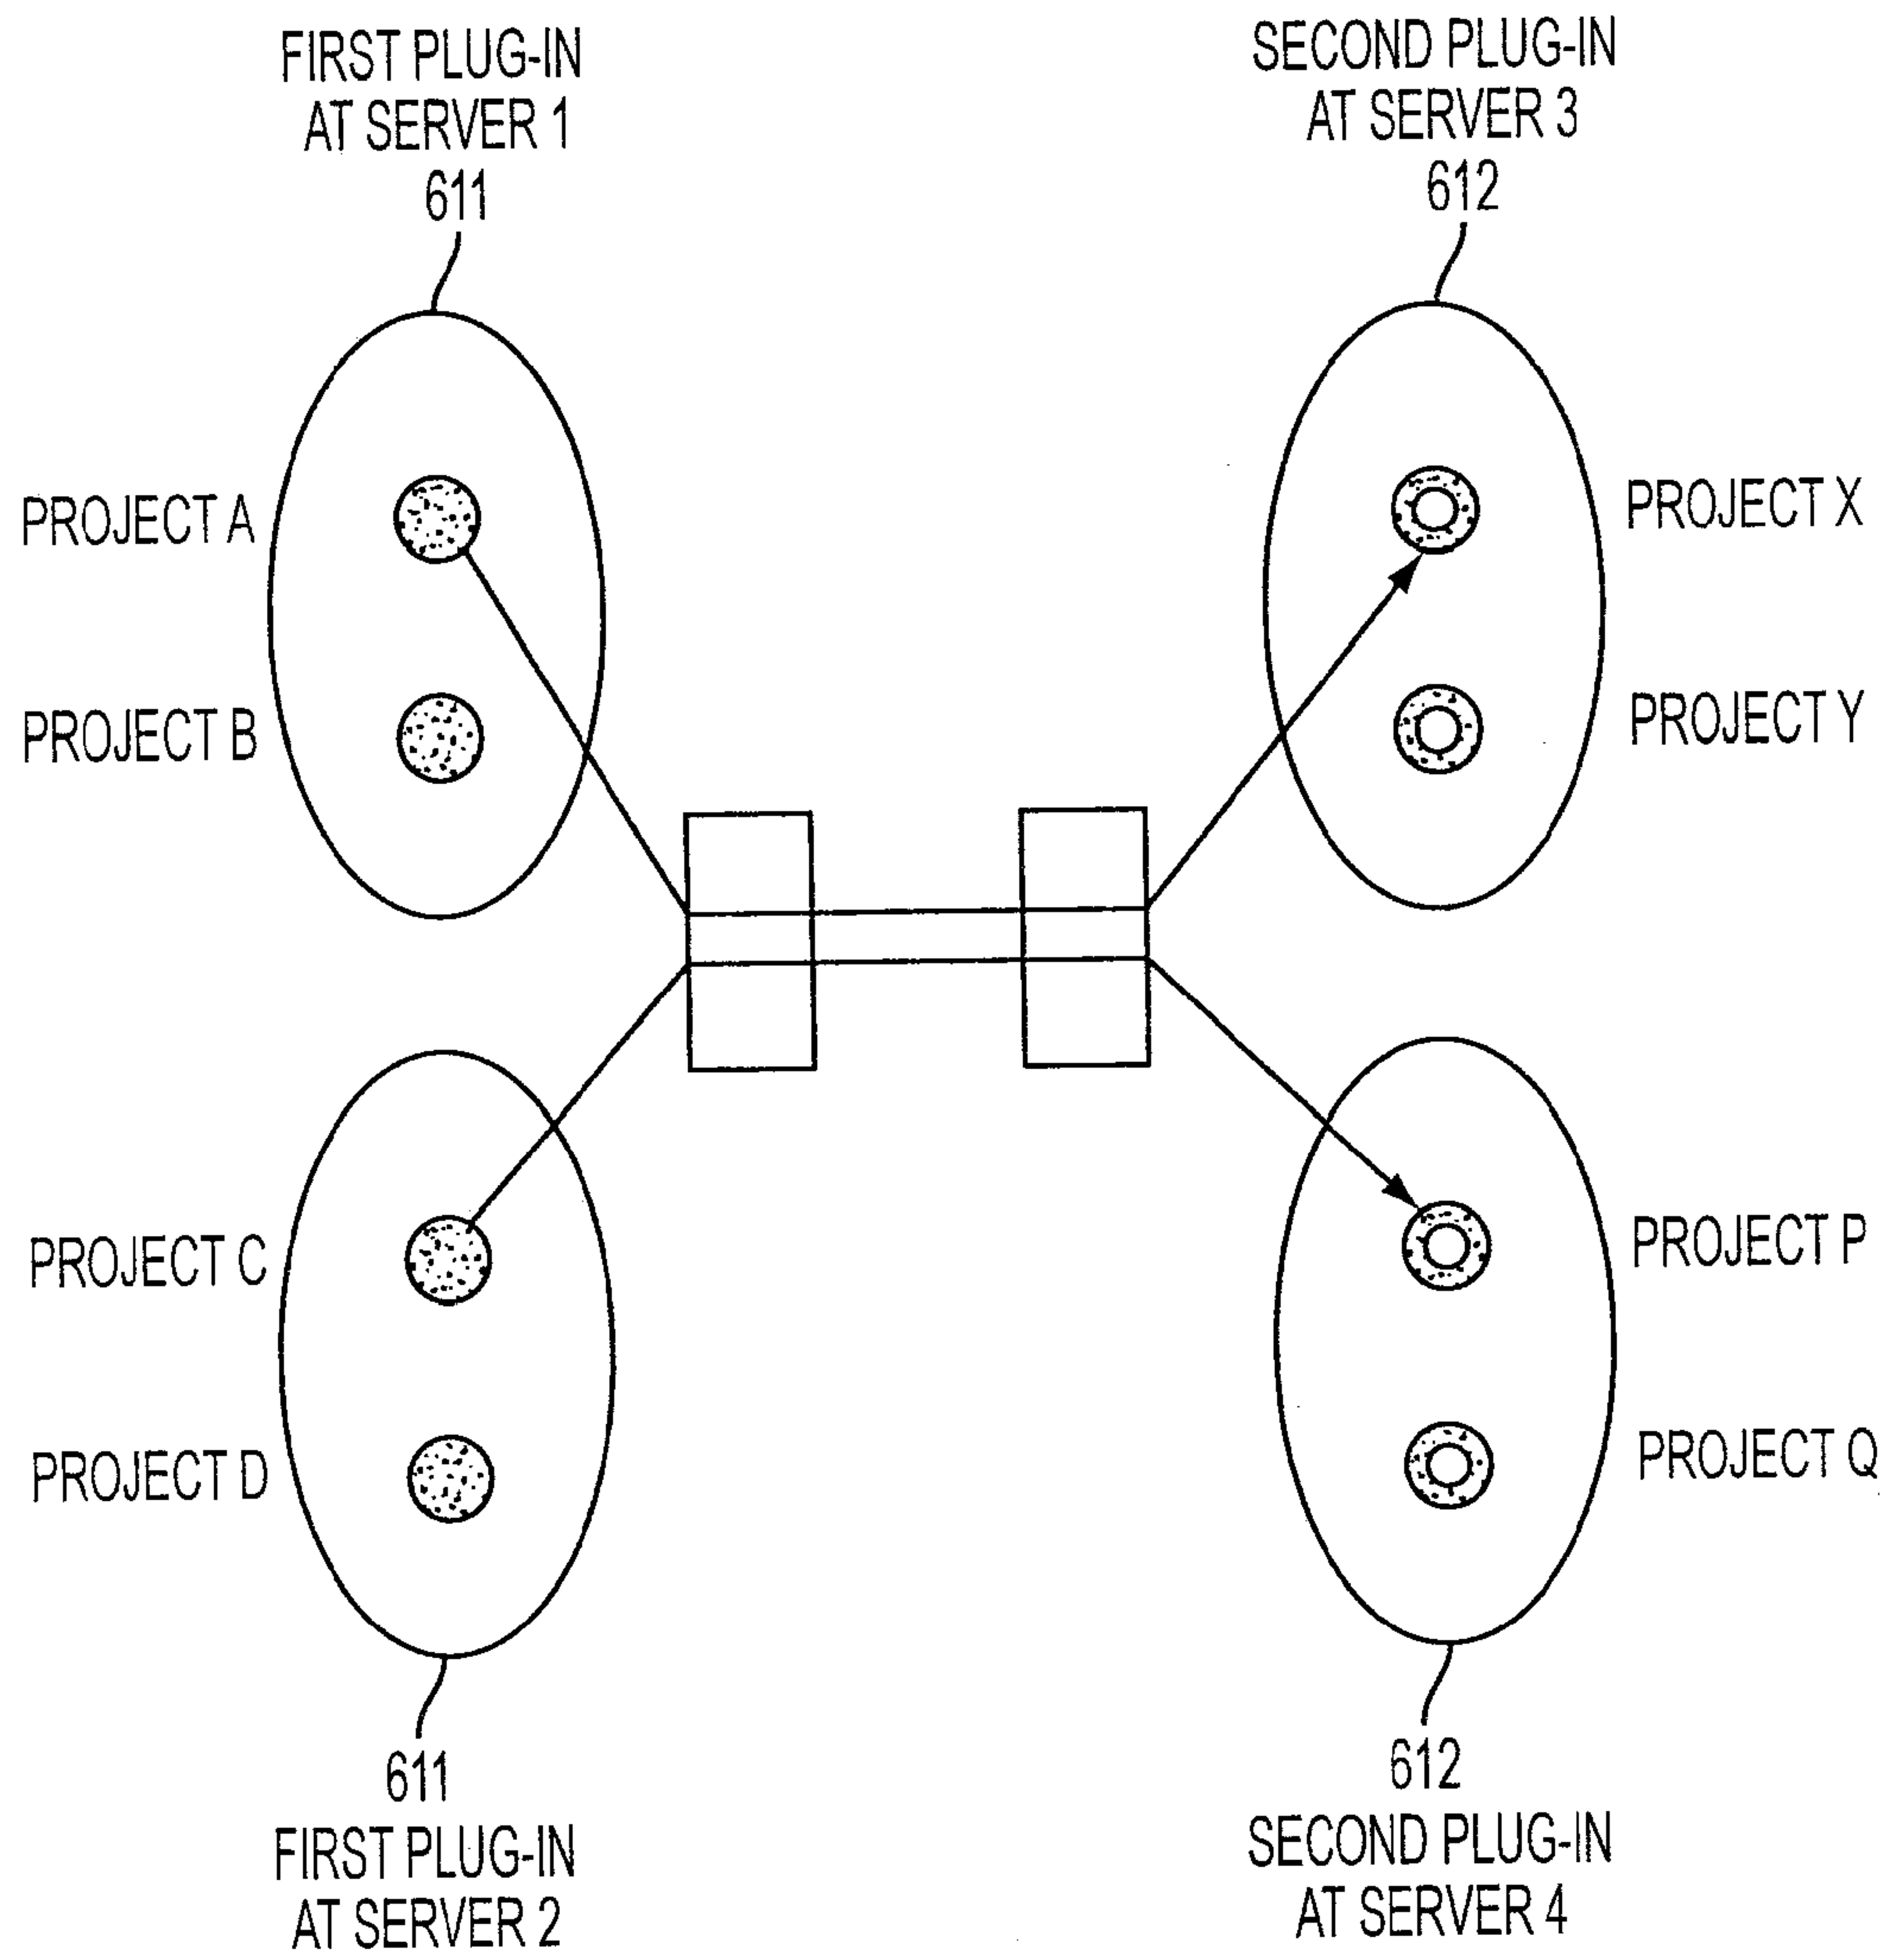 FIRST PLUG-IN
AT SERVER 1
611
SECOND PLUG-IN
AT SERVER 3
612
PROJECT A
PROJECT B
PROJECT X
PROJECT Y
PROJECT C
PROJECT D
PROJECT P
PROJECT Q
611
FIRST PLUG-IN
AT SERVER 2
612
SECOND PLUG-IN
AT SERVER 4